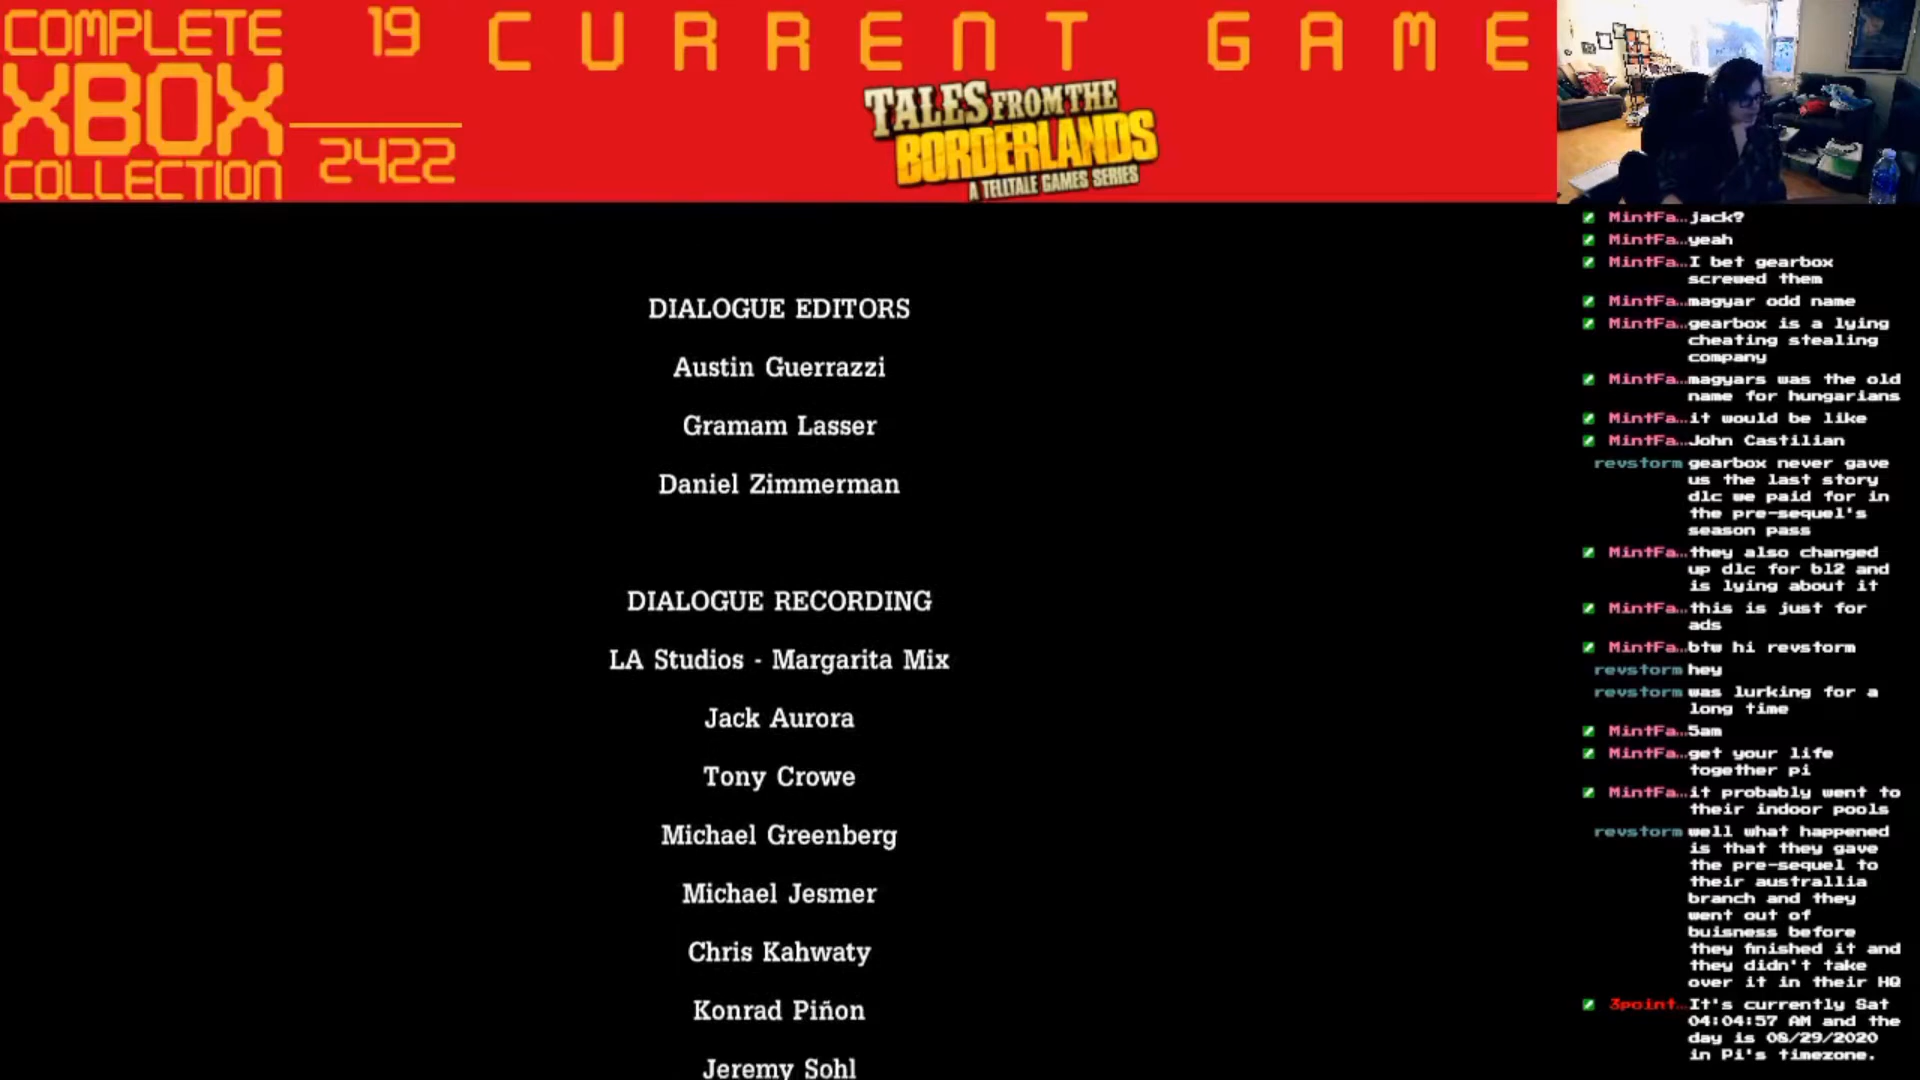 COMPLETE
XBOX
COLLECTION
19
2422
CURRENT GAME
TALES FROM THE
BORDERLANDS
A TELLTALE GAMES SERIES
DIALOGUE EDITORS
Austin Guerrazzi
Gramam Lasser
Daniel Zimmerman
DIALOGUE RECORDING
LA Studios - Margarita Mix
Jack Aurora
Tony Crowe
Michael Greenberg
Michael Jesmer
Chris Kahwaty
Konrad Piñon
Jeremy Sohl
MintFa...jack?
MintFa...yeah
MintFa...I bet gearbox
screwed them
MintFa...magyar odd name
MintFa...gearbox is a lying
cheating stealing
company
MintFa...magyars was the old
name for hungarians
MintFa...it would be like
MintFa...John Castilian
revstorm gearbox never gave
us the last story
dlc we paid for in
the pre-sequel's
season pass
MintFa...they also changed
up dlc for bl2 and
is lying about it
MintFa...this is just for
ads
MintFa...btw hi revstorm
revstorm hey
revstorm was lurking for a
long time
MintFa...5am
MintFa...get your life
together pi
MintFa...it probably went to
their indoor pools
revstorm well what happened
is that they gave
the pre-sequel to
their australlia
branch and they
went out of
buisness before
they finished it and
they didn't take
over it in their HQ
3point...It's currently Sat
04:04:57 AM and the
day is 08/29/2020
in Pi's timezone.